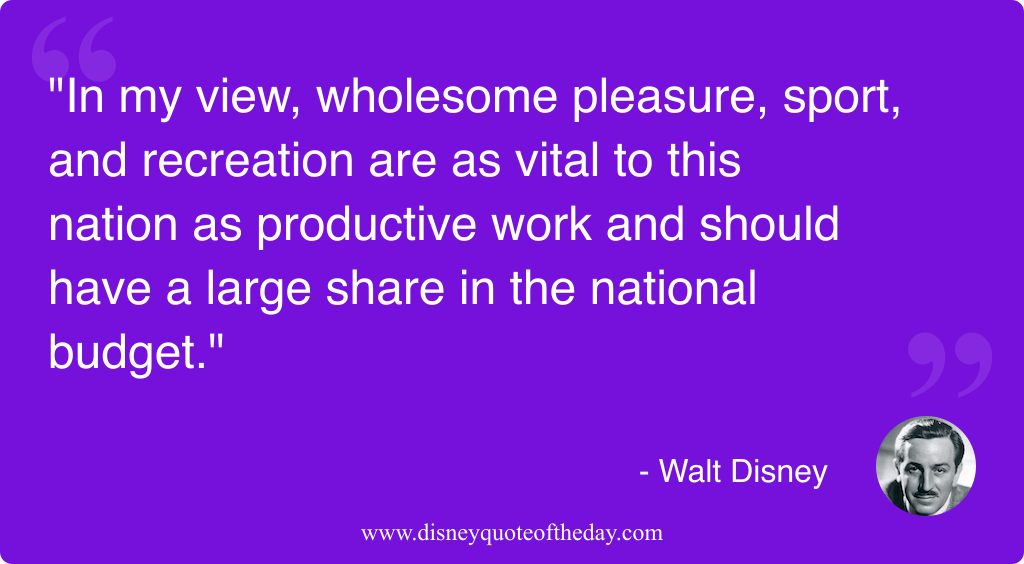 "In my view, wholesome pleasure, sport,
and recreation are as vital to this
nation as productive work and should
have a large share in the national
budget."
- Walt Disney
www.disneyquoteoftheday.com